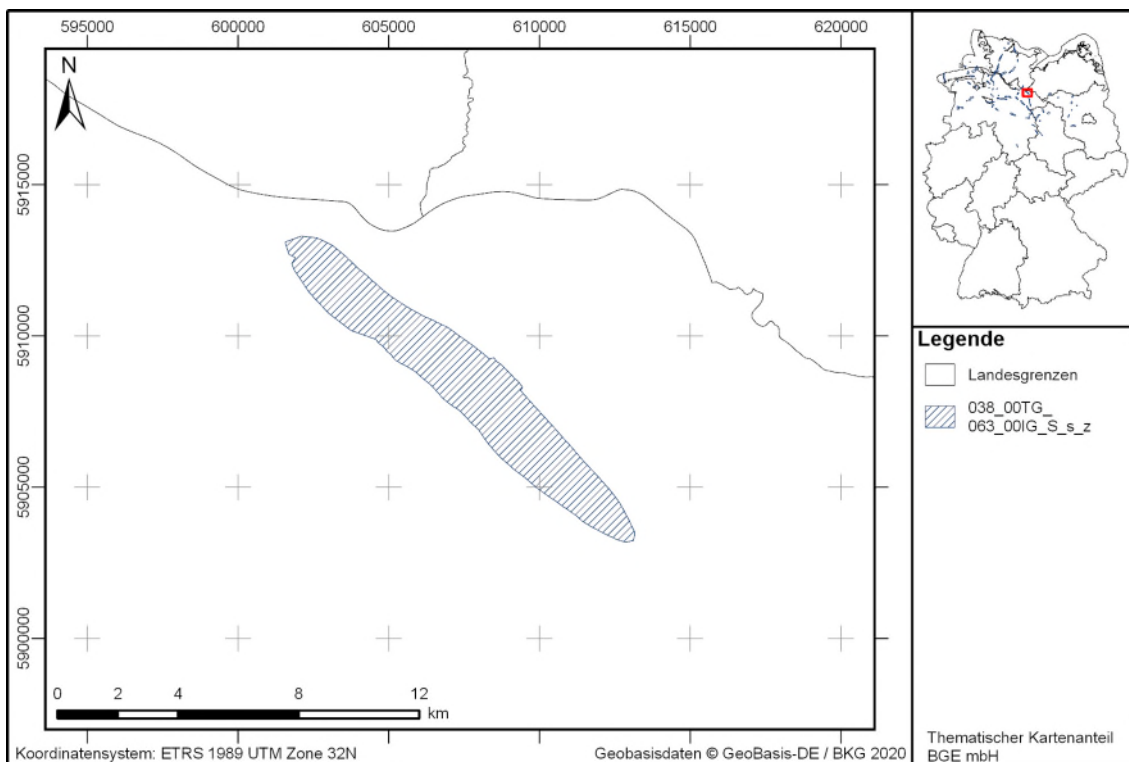 595000 600000 605000 610000 615000 620000
N
5915000
5910000
5905000
5900000
0 2 4 8 12
km
Koordinatensystem: ETRS 1989 UTM Zone 32N
Geobasisdaten © GeoBasis-DE / BKG 2020
Legende
Landesgrenzen
038_00TG_
063_00IG_S_s_z
Thematischer Kartenanteil
BGE mbH